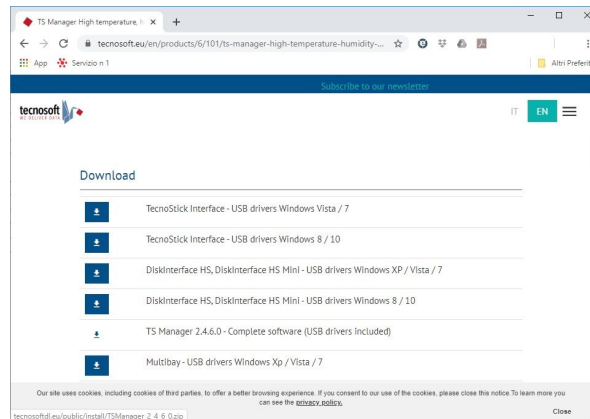 TS Manager High temperature, h
tecnosoft.eu/en/products/6/101/ts-manager-high-temperature-humidity-...
App Servizio n 1 Altri Preferit
Subscribe to our newsletter
tecnosoft
WE DELIVER DATA
IT EN
Download
TecnoStick Interface - USB drivers Windows Vista / 7
TecnoStick Interface - USB drivers Windows 8 / 10
DiskInterface HS, DiskInterface HS Mini - USB drivers Windows XP / Vista / 7
DiskInterface HS, DiskInterface HS Mini - USB drivers Windows 8 / 10
TS Manager 2.4.6.0 - Complete software (USB drivers included)
Multibay - USB drivers Windows Xp / Vista / 7
Our site uses cookies, including cookies of third parties, to offer a better browsing experience. If you consent to our use of the cookies, please close this notice. To learn more you
can see the privacy policy.
Close
tecnosoftdl.eu/public/install/TSManager_2_4_6_0.zip